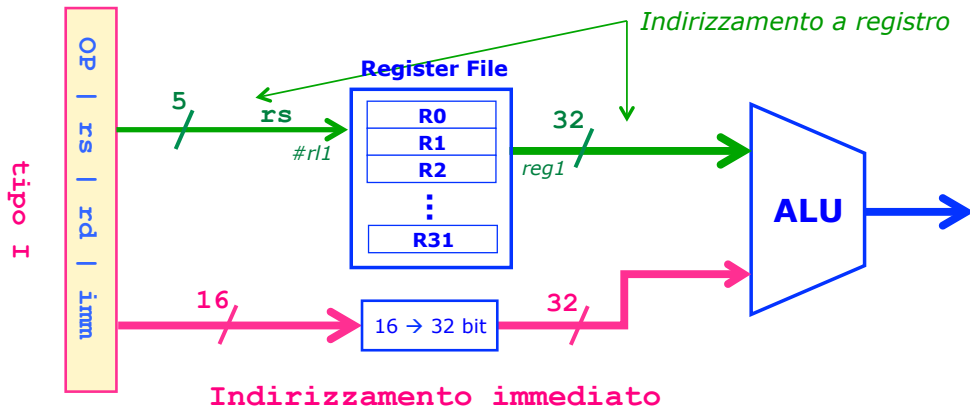 Indirizzamento a registro
tipo I
OP | rs | rd | imm
Register File
5
rs
#rl1
R0
R1
R2
⋮
R31
32
reg1
ALU
16
16 → 32 bit
32
Indirizzamento immediato